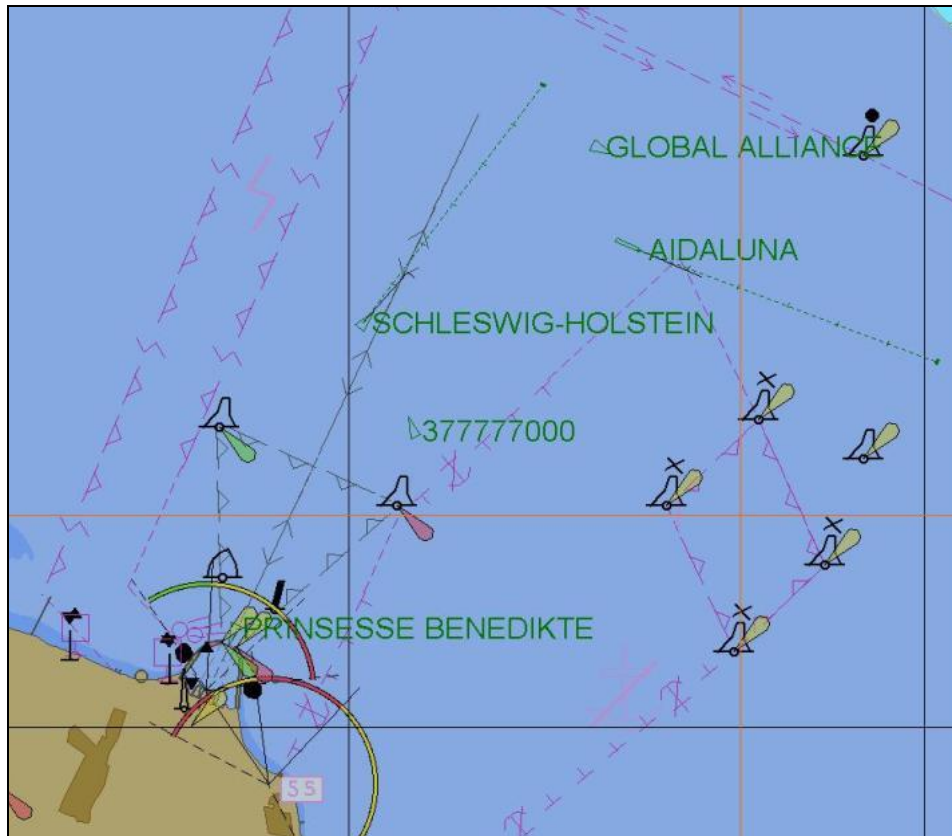 GLOBAL ALLIANCE
AIDALUNA
SCHLESWIG-HOLSTEIN
377777000
PRINSESSE BENEDIKTE
SS